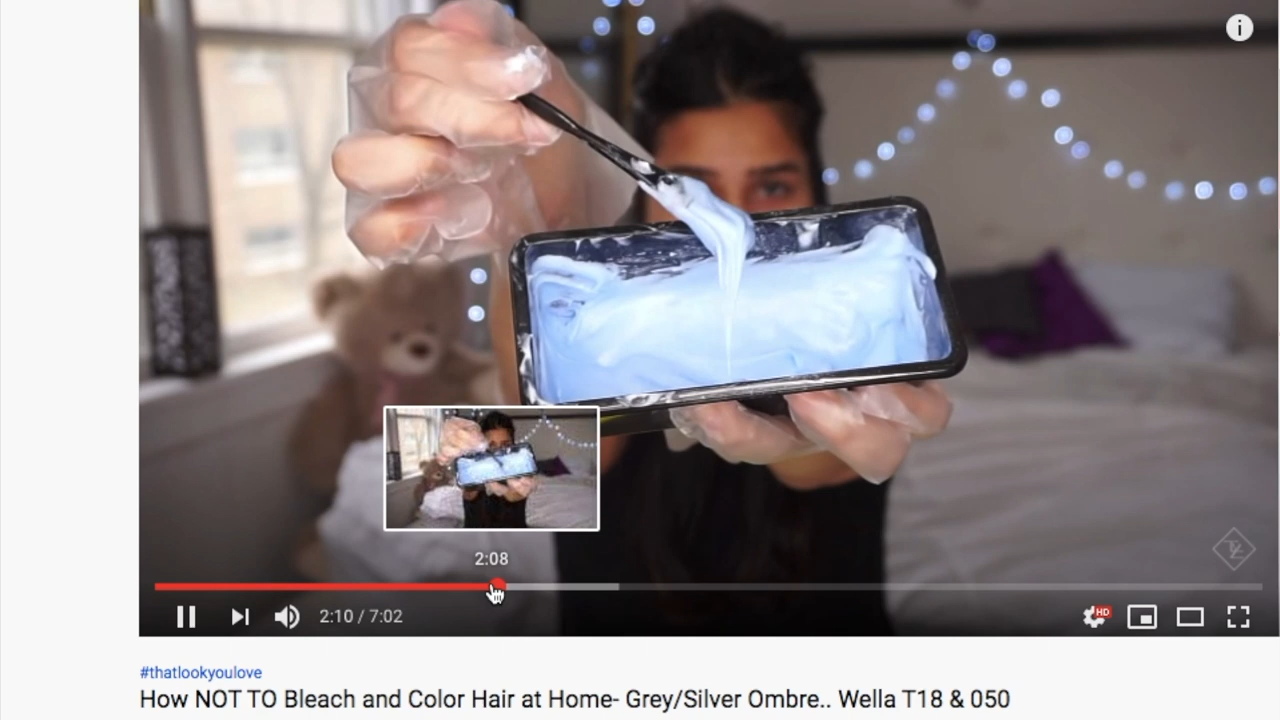 i
2:08
2:10 / 7:02
HD
#thatlookyoulove
How NOT TO Bleach and Color Hair at Home- Grey/Silver Ombre.. Wella T18 & 050